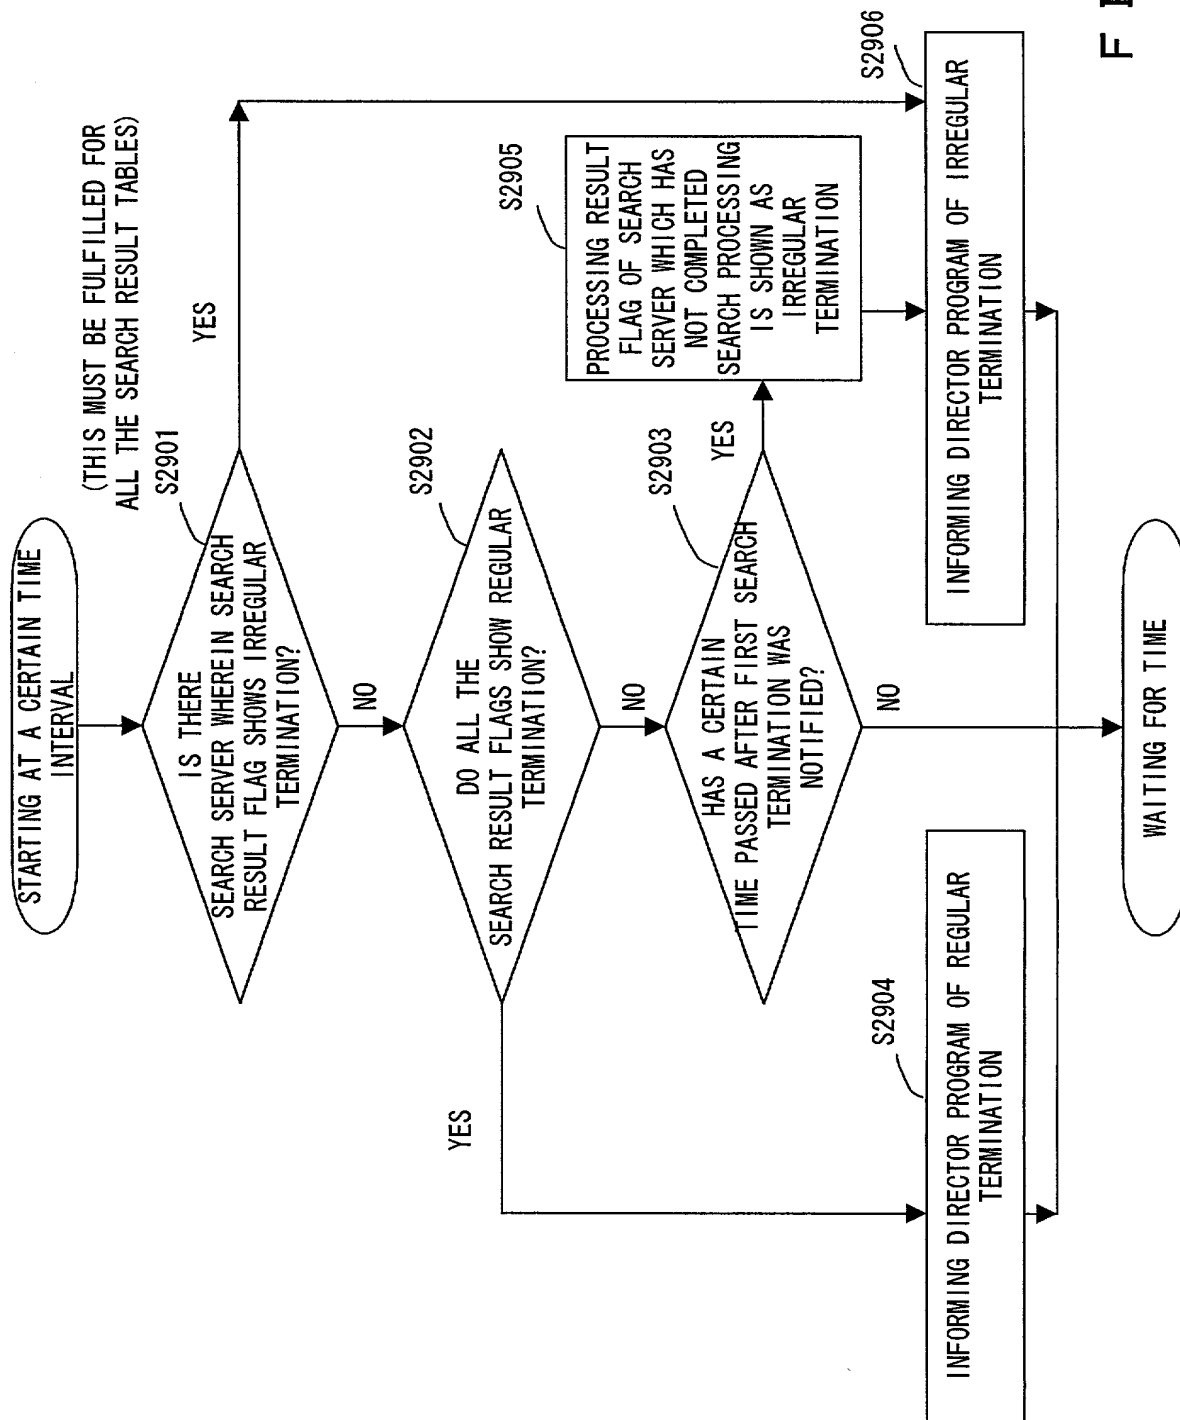 STARTING AT A CERTAIN TIME
INTERVAL
(THIS MUST BE FULFILLED FOR
ALL THE SEARCH RESULT TABLES)
S2901
IS THERE
SEARCH SERVER WHEREIN SEARCH
RESULT FLAG SHOWS IRREGULAR
TERMINATION?
YES
NO
S2902
DO ALL THE
SEARCH RESULT FLAGS SHOW REGULAR
TERMINATION?
YES
NO
S2903
HAS A CERTAIN
TIME PASSED AFTER FIRST SEARCH
TERMINATION WAS
NOTIFIED?
YES
NO
S2905
PROCESSING RESULT
FLAG OF SEARCH
SERVER WHICH HAS
NOT COMPLETED
SEARCH PROCESSING
IS SHOWN AS
IRREGULAR
TERMINATION
S2904
INFORMING DIRECTOR PROGRAM OF REGULAR
TERMINATION
S2906
INFORMING DIRECTOR PROGRAM OF IRREGULAR
TERMINATION
WAITING FOR TIME
F